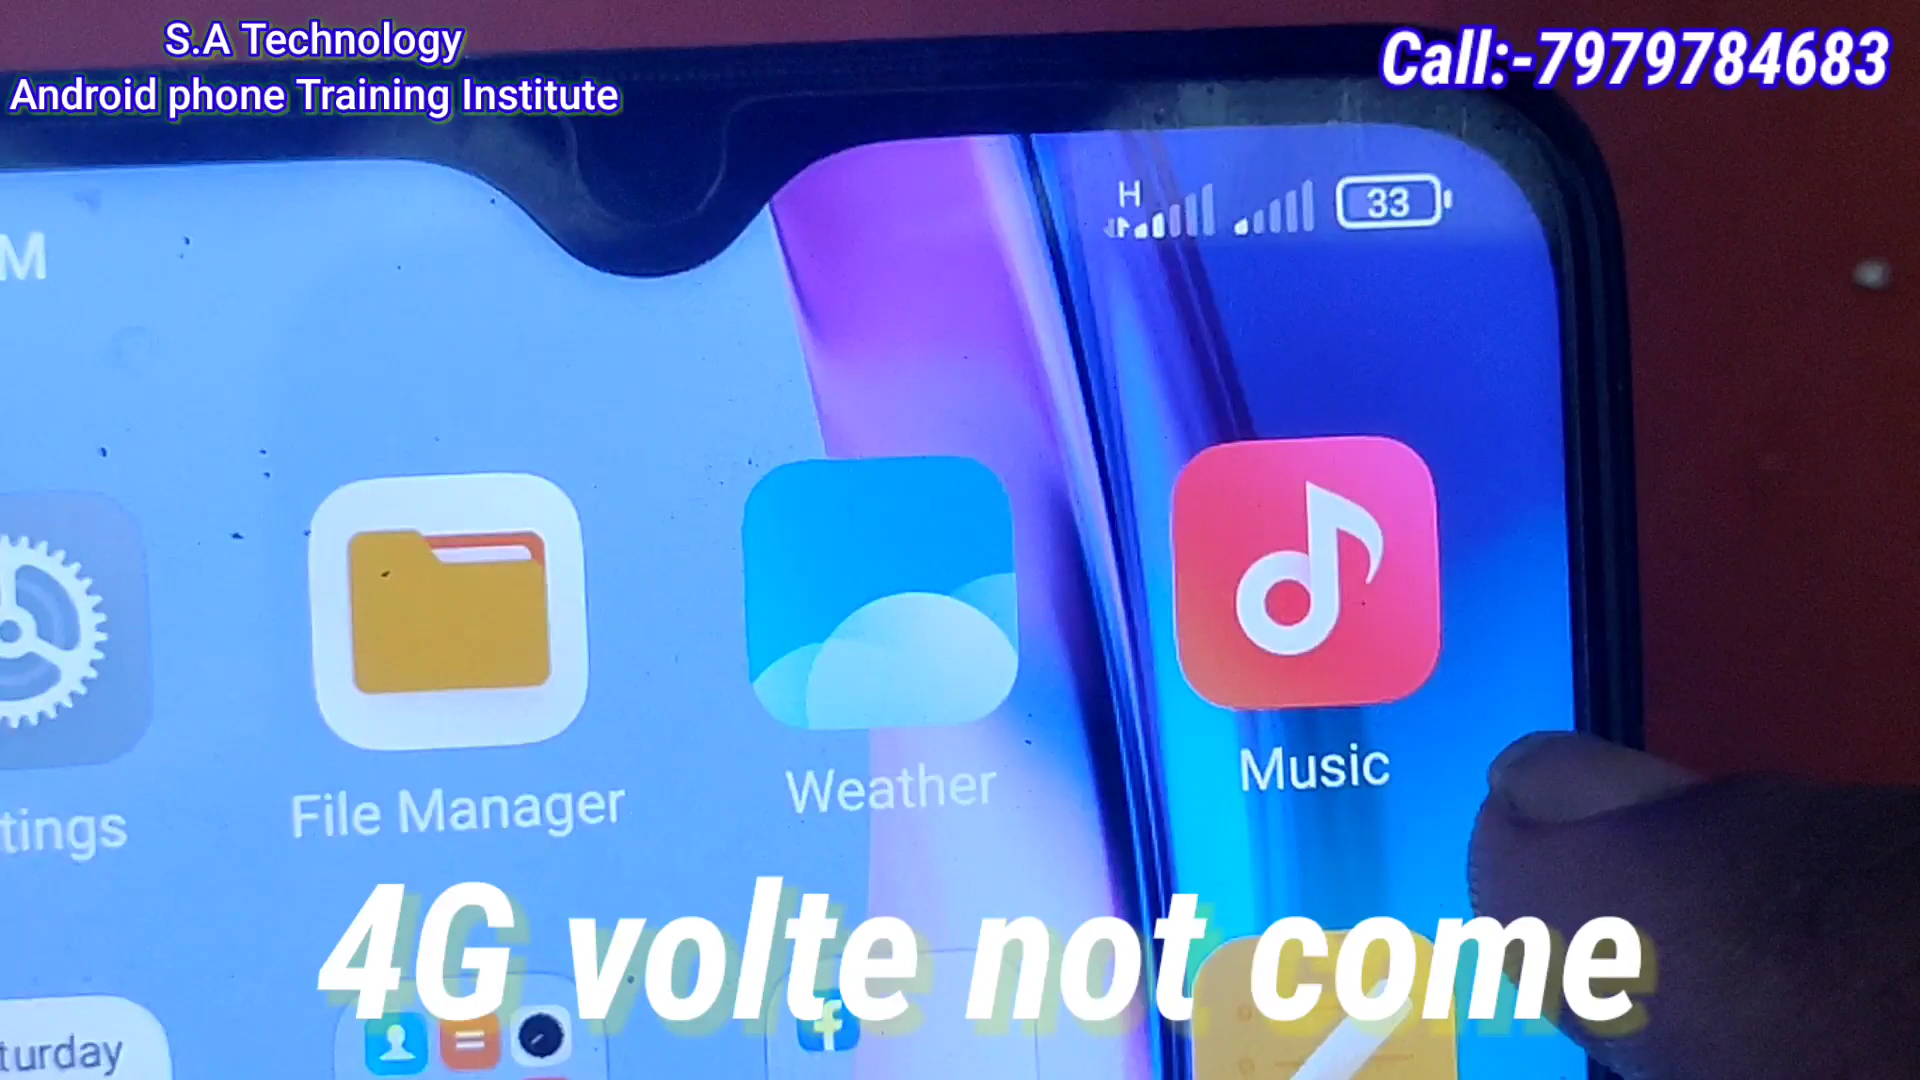 S.A Technology
Android phone Training Institute
Call:-7979784683
M
H
33
tings
File Manager
Weather
Music
4G volte not come
turday